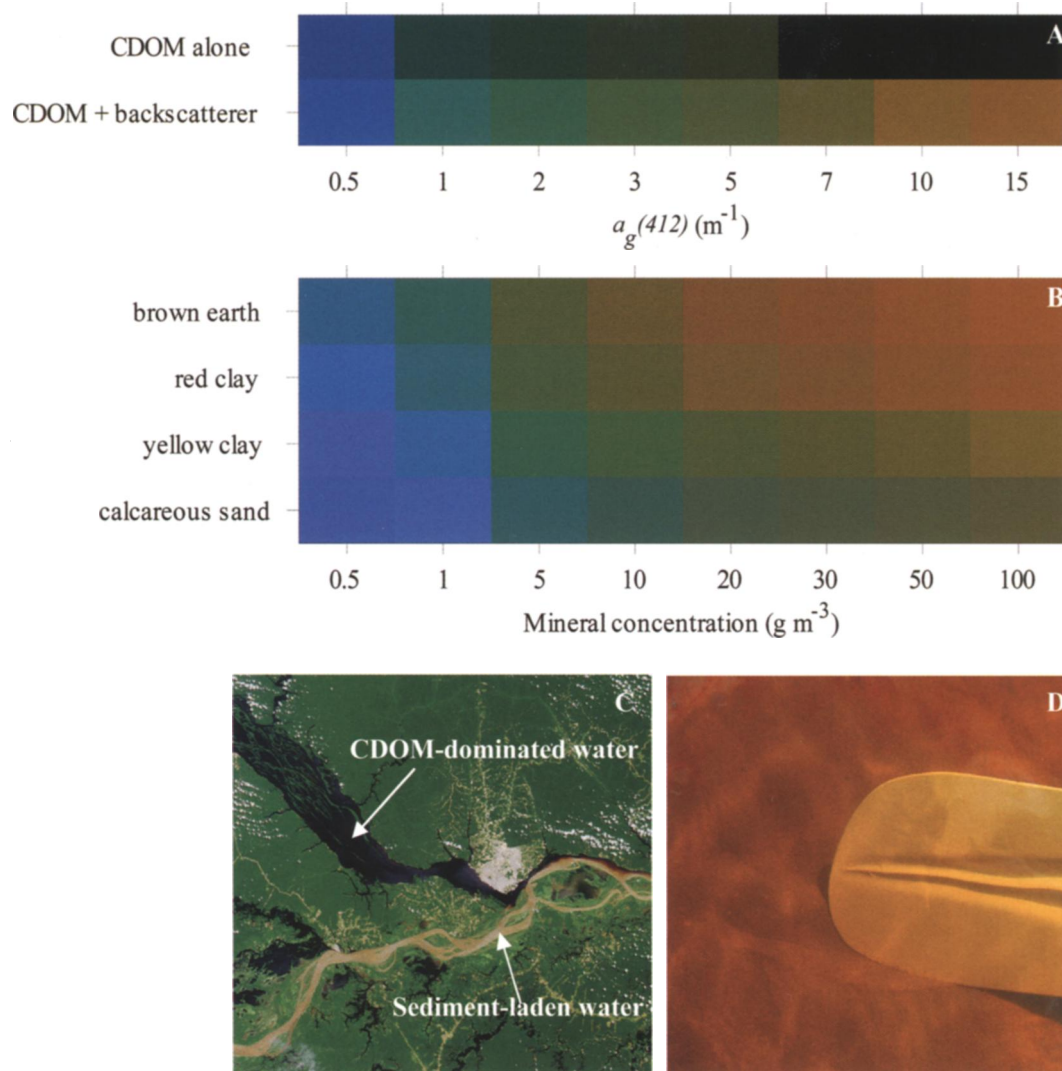 A
CDOM alone
CDOM + backscatterer
0.5 1 2 3 5 7 10 15
a_g(412) (m^-1)
B
brown earth
red clay
yellow clay
calcareous sand
0.5 1 5 10 20 30 50 100
Mineral concentration (g m^-3)
C
CDOM-dominated water
Sediment-laden water
D